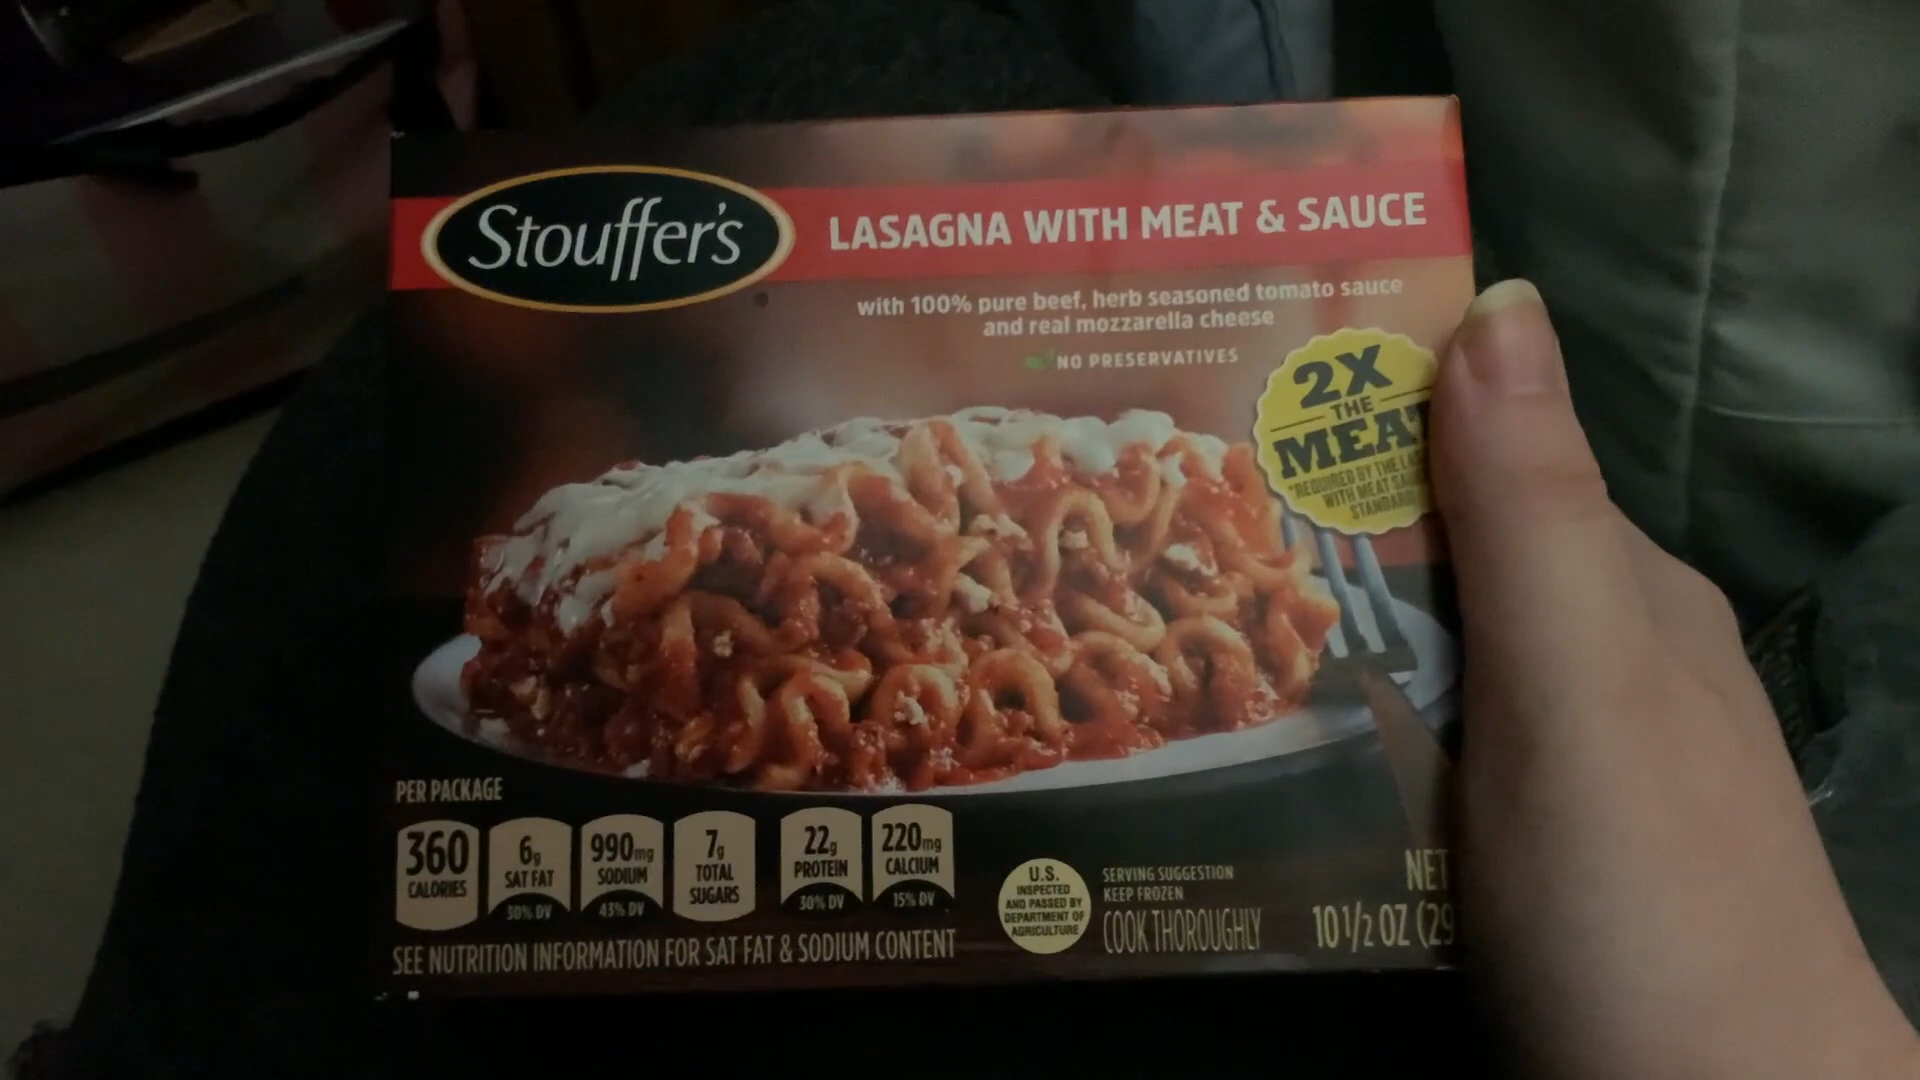 Stouffer's
LASAGNA WITH MEAT & SAUCE
with 100% pure beef, herb seasoned tomato sauce
and real mozzarella cheese
NO PRESERVATIVES
2X
THE
MEAT
*REQUIRED BY THE
WITH MEAT
PER PACKAGE
360
CALORIES
6g
SAT FAT
30% DV
990mg
SODIUM
43% DV
7g
TOTAL
SUGARS
22g
PROTEIN
30% DV
220mg
CALCIUM
15% DV
SEE NUTRITION INFORMATION FOR SAT FAT & SODIUM CONTENT
U.S.
INSPECTED
AND PASSED BY
DEPARTMENT OF
AGRICULTURE
SERVING SUGGESTION
KEEP FROZEN
COOK THOROUGHLY
NET
10 1/2 OZ (29